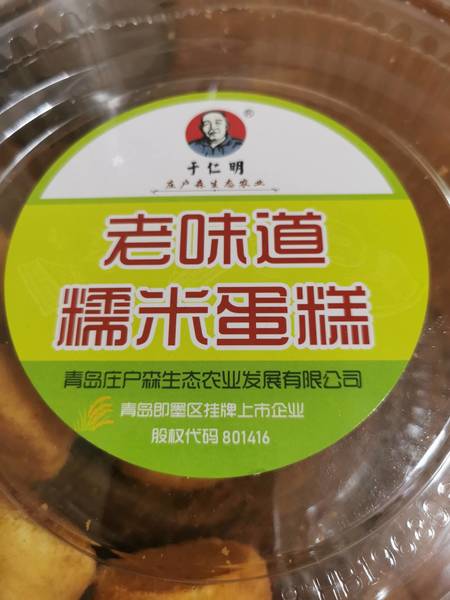 ®
于仁明
庄户森生态农业
老味道
糯米蛋糕
青岛庄户森生态农业发展有限公司
青岛即墨区挂牌上市企业
股权代码 801416